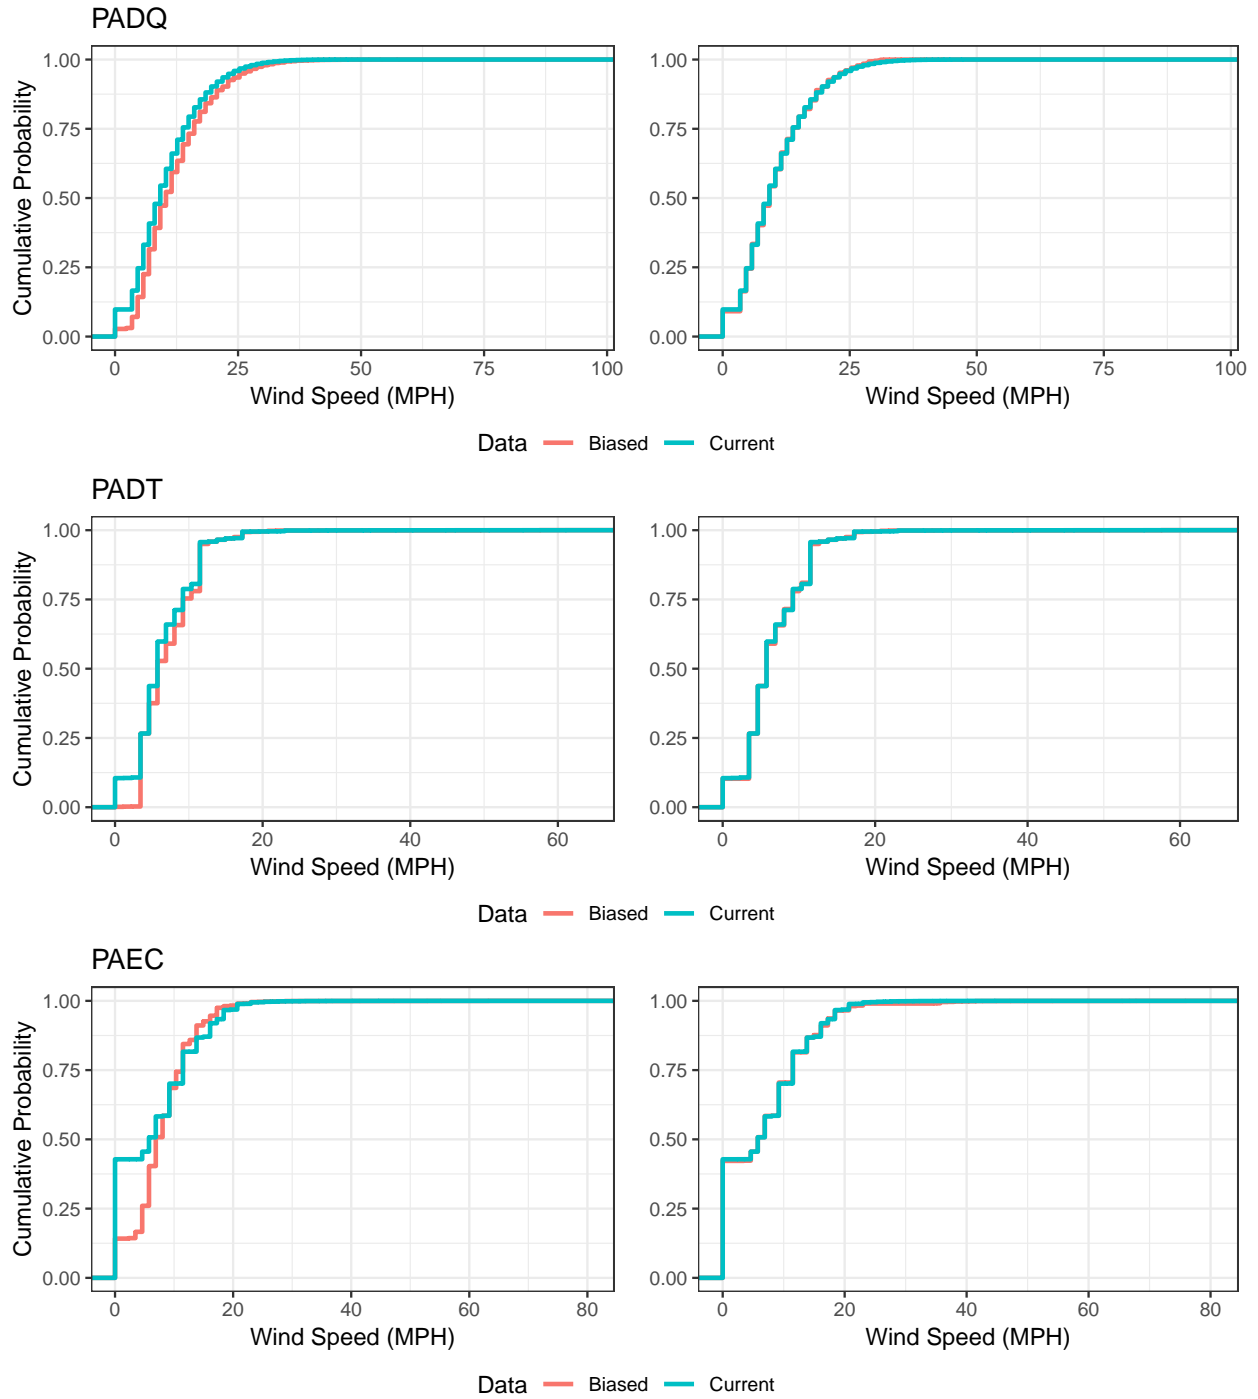 PADQ
Cumulative Probability
1.00
0.75
0.50
0.25
0.00
0 25 50 75 100
Wind Speed (MPH)
0 25 50 75 100
Wind Speed (MPH)
1.00
0.75
0.50
0.25
0.00
Data Biased Current
PADT
Cumulative Probability
1.00
0.75
0.50
0.25
0.00
0 20 40 60
Wind Speed (MPH)
1.00
0.75
0.50
0.25
0.00
0 20 40 60
Wind Speed (MPH)
Data Biased Current
PAEC
Cumulative Probability
1.00
0.75
0.50
0.25
0.00
0 20 40 60 80
Wind Speed (MPH)
1.00
0.75
0.50
0.25
0.00
0 20 40 60 80
Wind Speed (MPH)
Data Biased Current